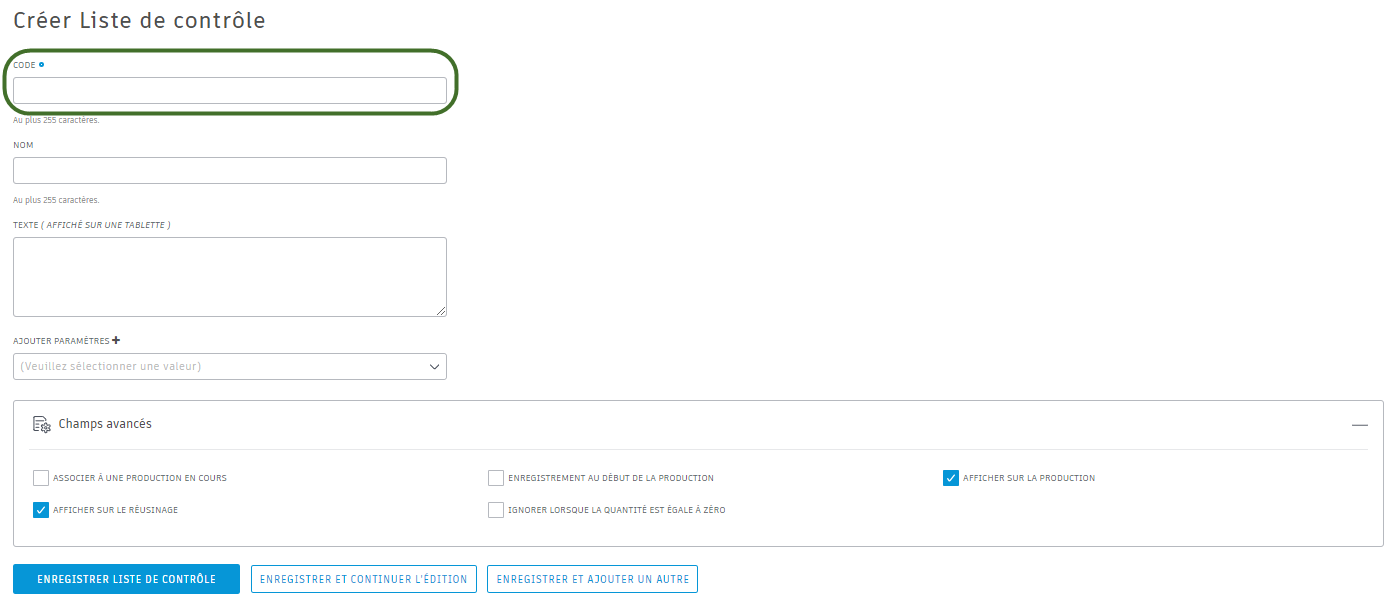 Créer Liste de contrôle
CODE
Au plus 255 caractères.
NOM
Au plus 255 caractères.
TEXTE ( AFFICHÉ SUR UNE TABLETTE )
AJOUTER PARAMÈTRES +
(Veuillez sélectionner une valeur)
Champs avancés
ASSOCIER À UNE PRODUCTION EN COURS
ENREGISTREMENT AU DÉBUT DE LA PRODUCTION
AFFICHER SUR LA PRODUCTION
AFFICHER SUR LE RÉUSINAGE
IGNORER LORSQUE LA QUANTITÉ EST ÉGALE À ZÉRO
ENREGISTRER LISTE DE CONTRÔLE
ENREGISTRER ET CONTINUER L'ÉDITION
ENREGISTRER ET AJOUTER UN AUTRE